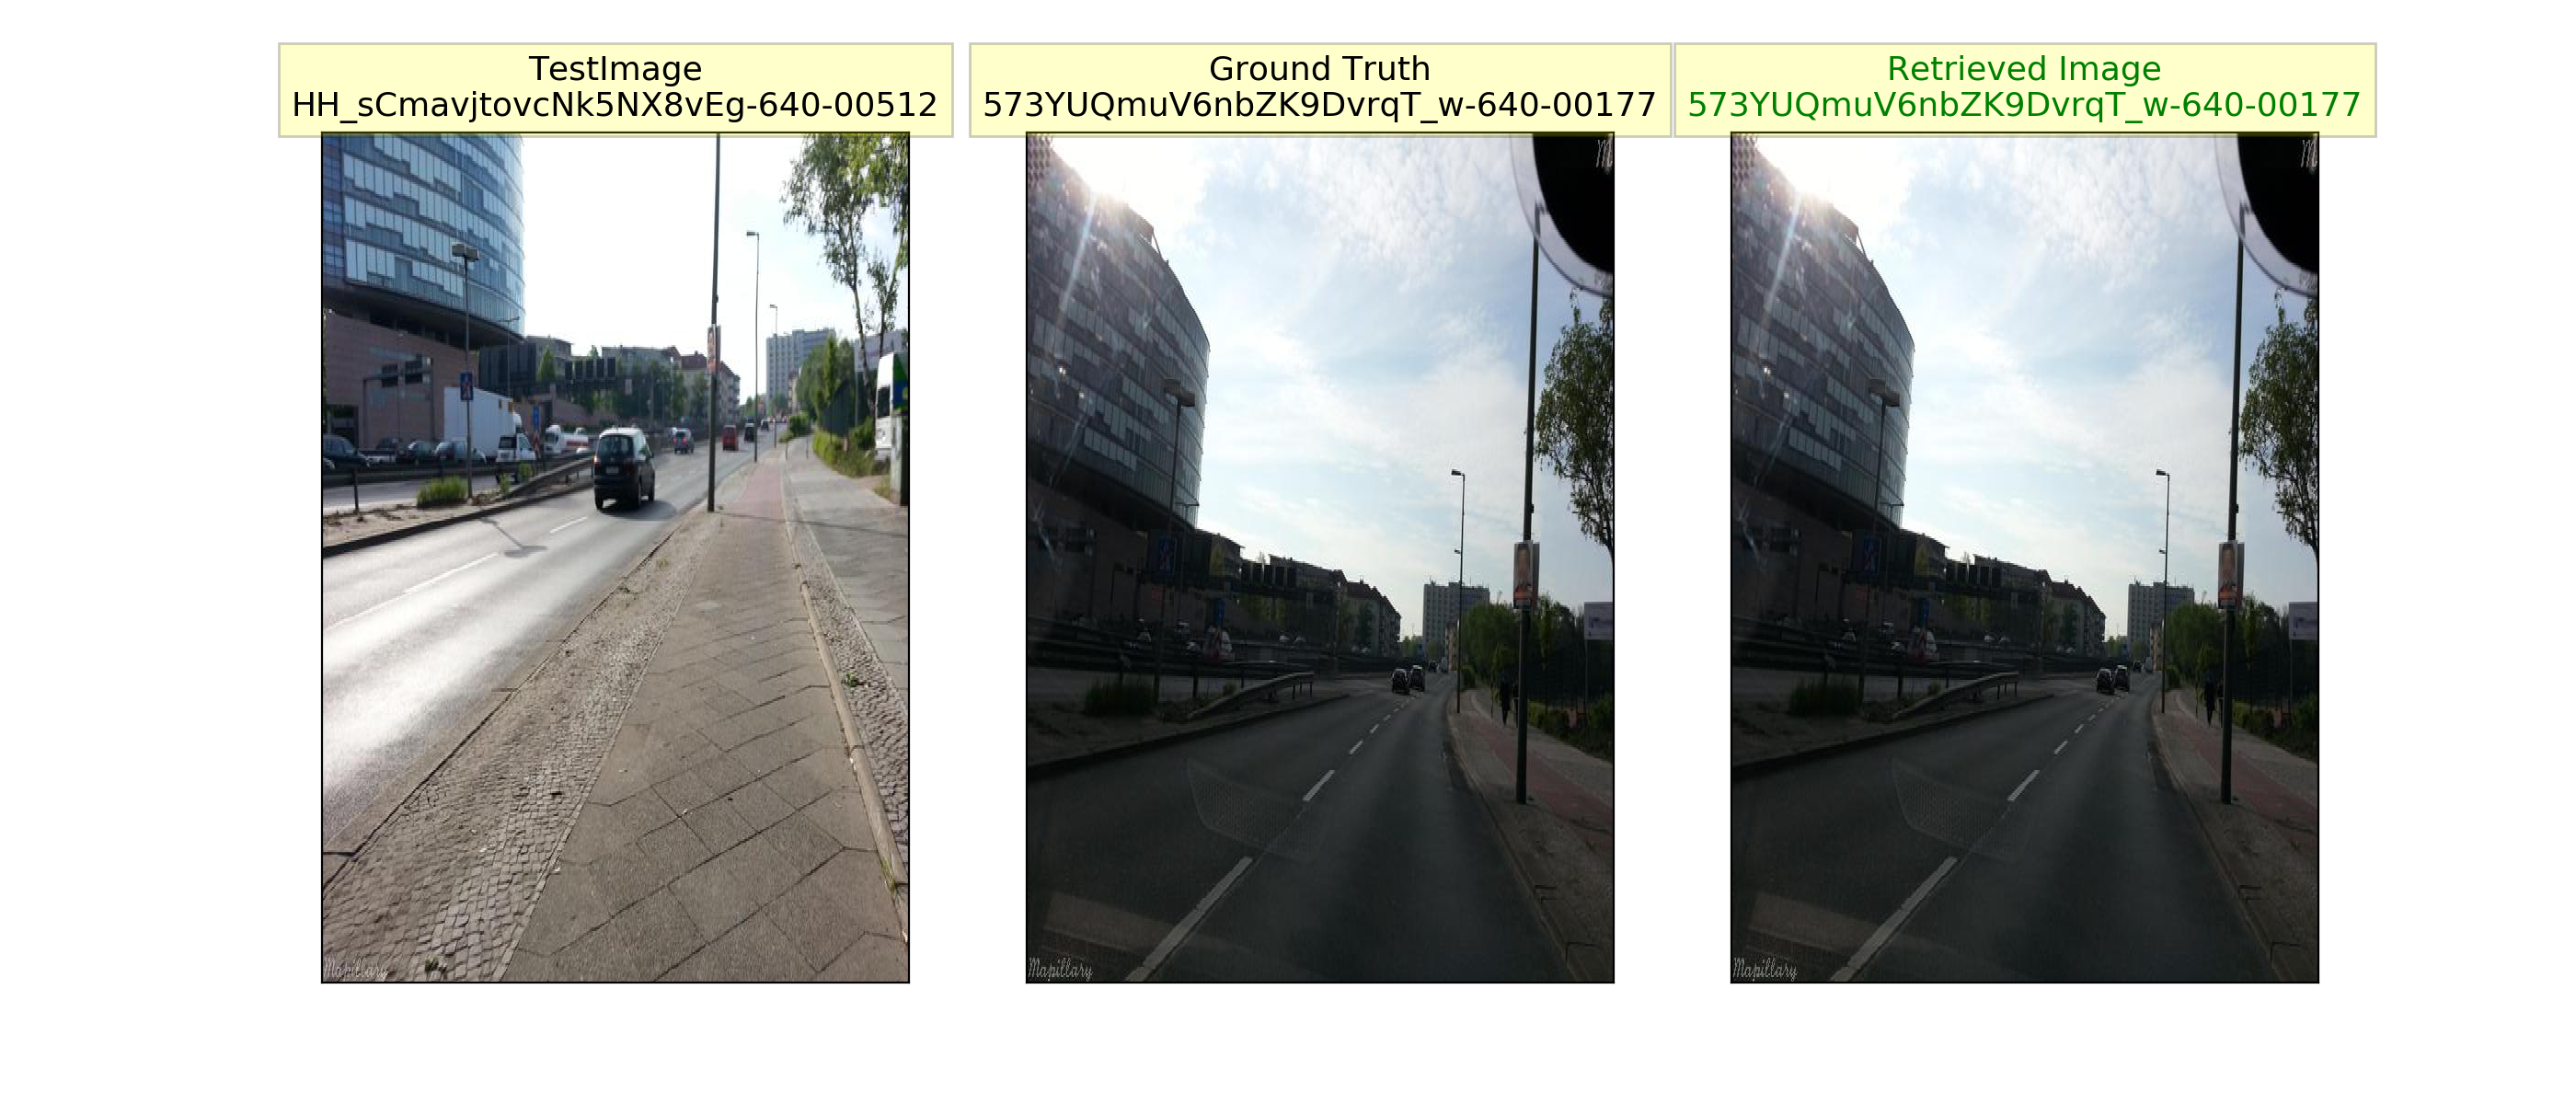 TestImage
HH_sCmavjtovcNk5NX8vEg-640-00512
Ground Truth
573YUQmuV6nbZK9DvrqT_w-640-00177
Retrieved Image
573YUQmuV6nbZK9DvrqT_w-640-00177
M
M
Mapillary
Mapillary
Mapillary